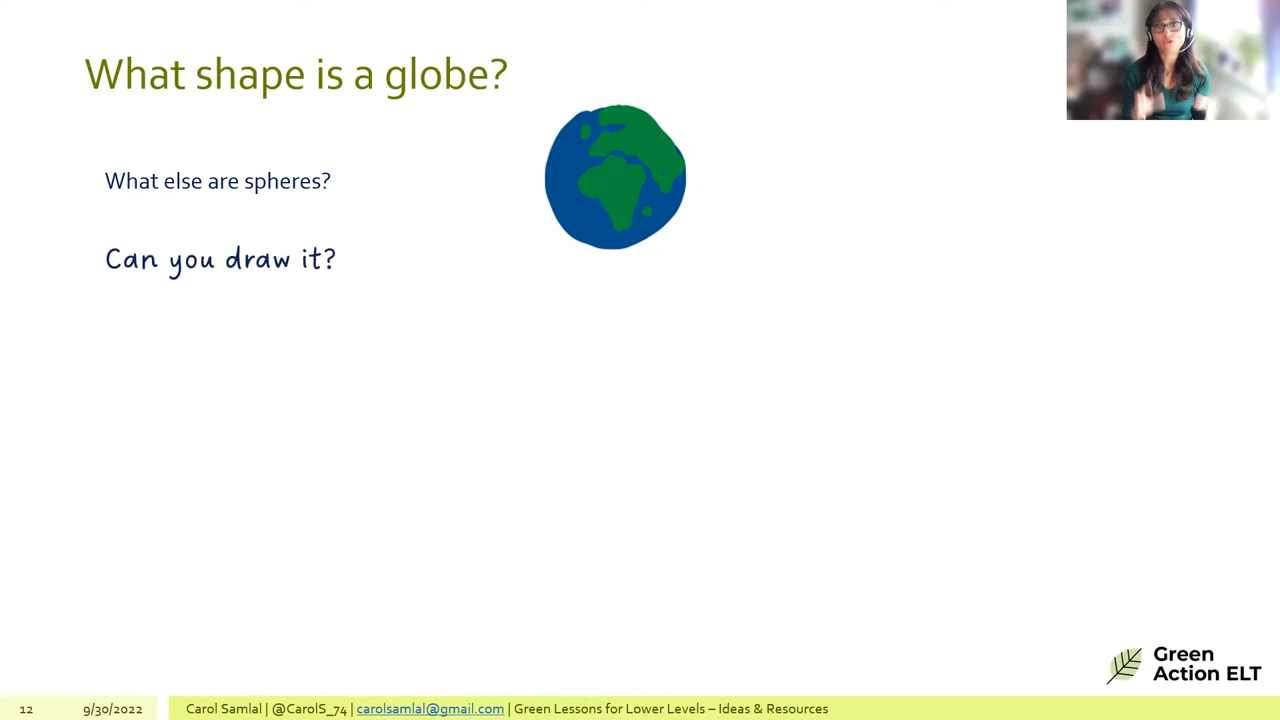 What shape is a globe?
What else are spheres?
Can you draw it?
Green
Action ELT
12 9/30/2022 Carol Samlal | @CarolS_74 | carolsamlal@gmail.com | Green Lessons for Lower Levels – Ideas & Resources